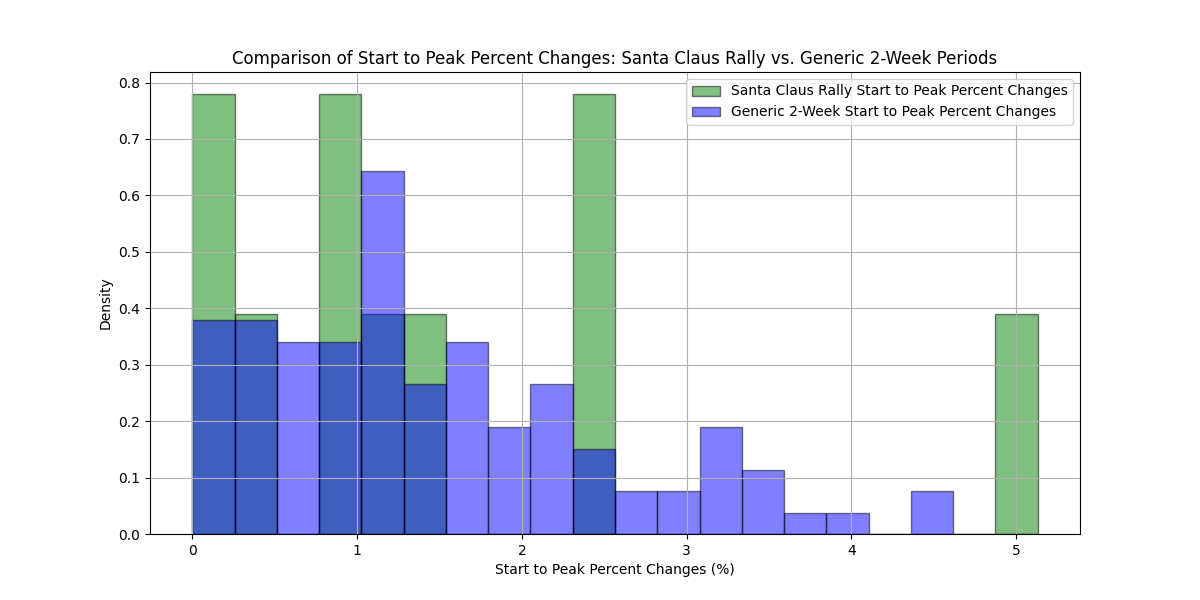 Comparison of Start to Peak Percent Changes: Santa Claus Rally vs. Generic 2-Week Periods
Santa Claus Rally Start to Peak Percent Changes
Generic 2-Week Start to Peak Percent Changes
0.8
0.7
0.6
0.5
0.4
0.3
0.2
0.1
0.0
Density
0 1 2 3 4 5
Start to Peak Percent Changes (%)